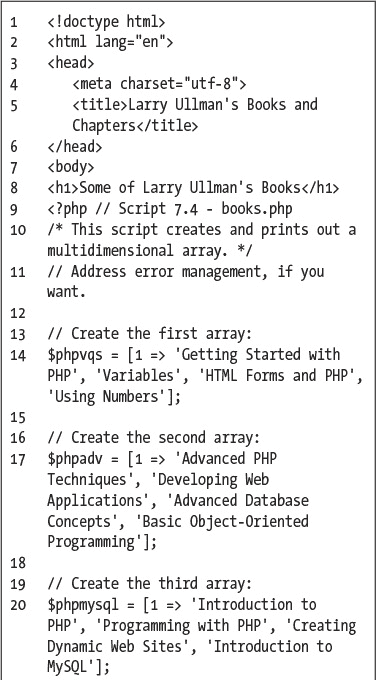 1 <!doctype html>
2 <html lang="en">
3 <head>
4 <meta charset="utf-8">
5 <title>Larry Ullman's Books and
Chapters</title>
6 </head>
7 <body>
8 <h1>Some of Larry Ullman's Books</h1>
9 <?php // Script 7.4 - books.php
10 /* This script creates and prints out a
multidimensional array. */
11 // Address error management, if you
want.
12
13 // Create the first array:
14 $phpvqs = [1 => 'Getting Started with
PHP', 'Variables', 'HTML Forms and PHP',
'Using Numbers'];
15
16 // Create the second array:
17 $phpadv = [1 => 'Advanced PHP
Techniques', 'Developing Web
Applications', 'Advanced Database
Concepts', 'Basic Object-Oriented
Programming'];
18
19 // Create the third array:
20 $phpmysql = [1 => 'Introduction to
PHP', 'Programming with PHP', 'Creating
Dynamic Web Sites', 'Introduction to
MySQL'];